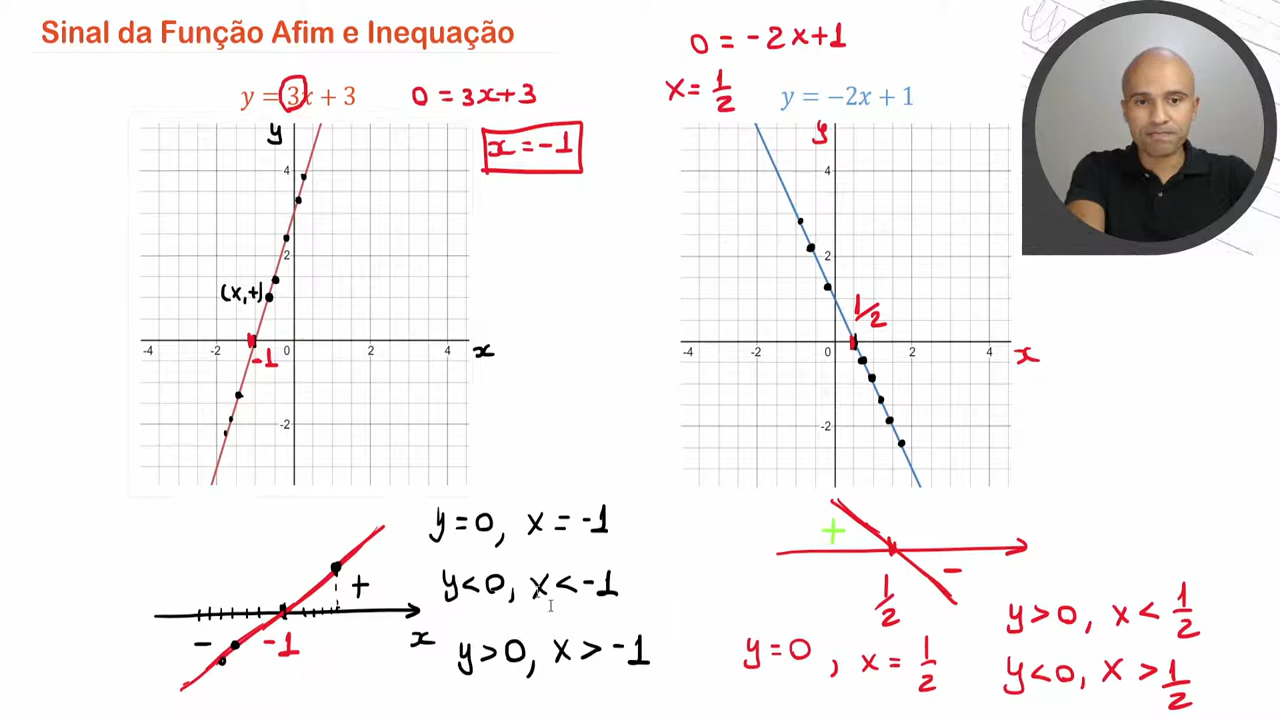 Sinal da Função Afim e Inequação
y = 3x + 3
0 = 3x+3
x = -1
y
4
2
(x,+)
-4
-2
0
2
4
x
-1
-2
0 = -2x+1
x = 1/2
y = −2x + 1
y
4
2
1/2
-4
-2
0
2
4
x
-2
+
-
-1
x
y=0, x = -1
y<0, x < -1
y>0, x > -1
+
-
1/2
y=0, x = 1/2
y>0, x < 1/2
y<0, x > 1/2